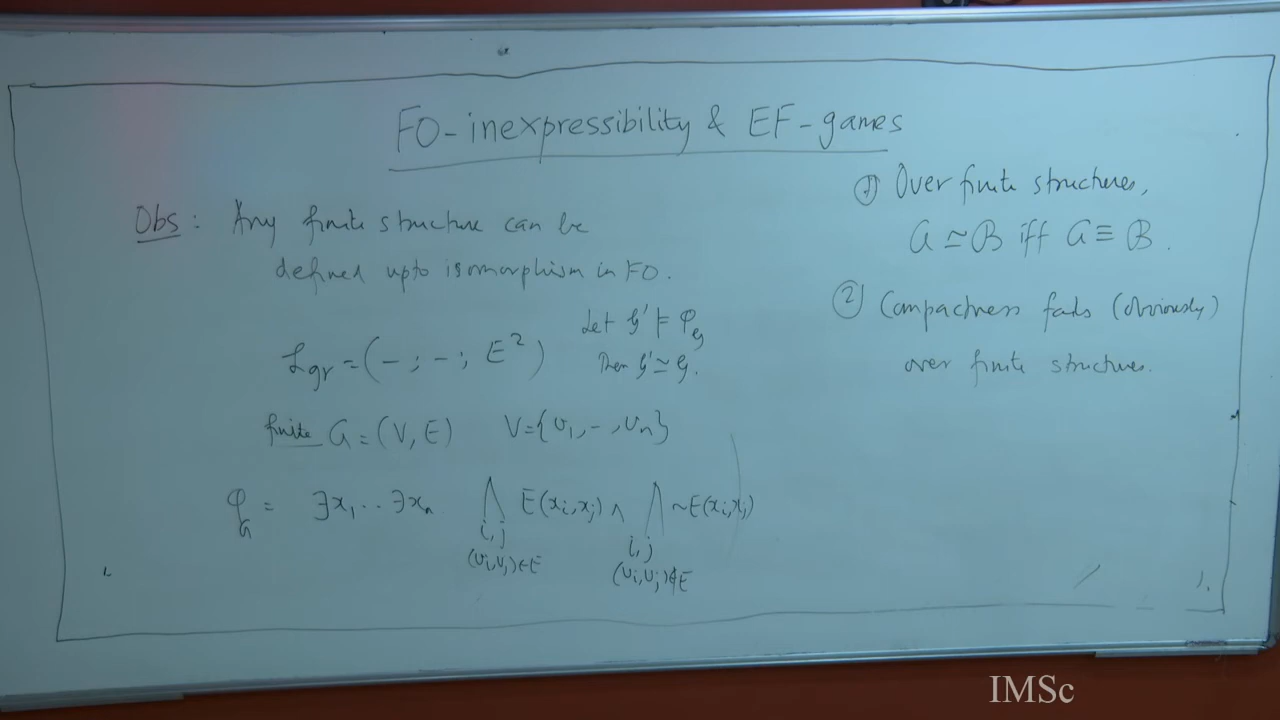 FO-inexpressibility & EF-games
Obs: Any finite structure can be
defined upto isomorphism in FO.
L_gr = (- ; - ; E²)
Let G' ⊨ φ_G
Then G' ≃ G.
finite G = (V, E) V = {v₁, - , vₙ}
φ_G = ∃x₁ . . ∃xₙ ⋀ E(xᵢ,xⱼ) ∧ ⋀ ~E(xᵢ,xⱼ)
i, j i, j
(vᵢ,vⱼ)∈E (vᵢ,vⱼ)∉E
① Over finite structures,
G ≃ B iff G ≡ B.
② Compactness fails (obviously)
over finite structures.
IMSc